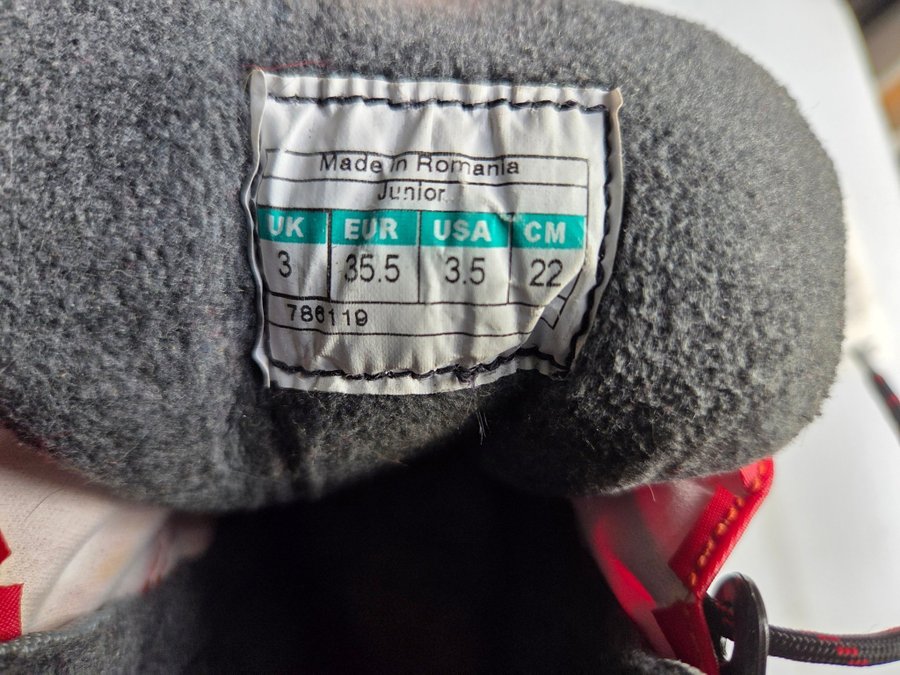 Made in Romania
Junior
UK EUR USA CM
3 35.5 3.5 22
786119